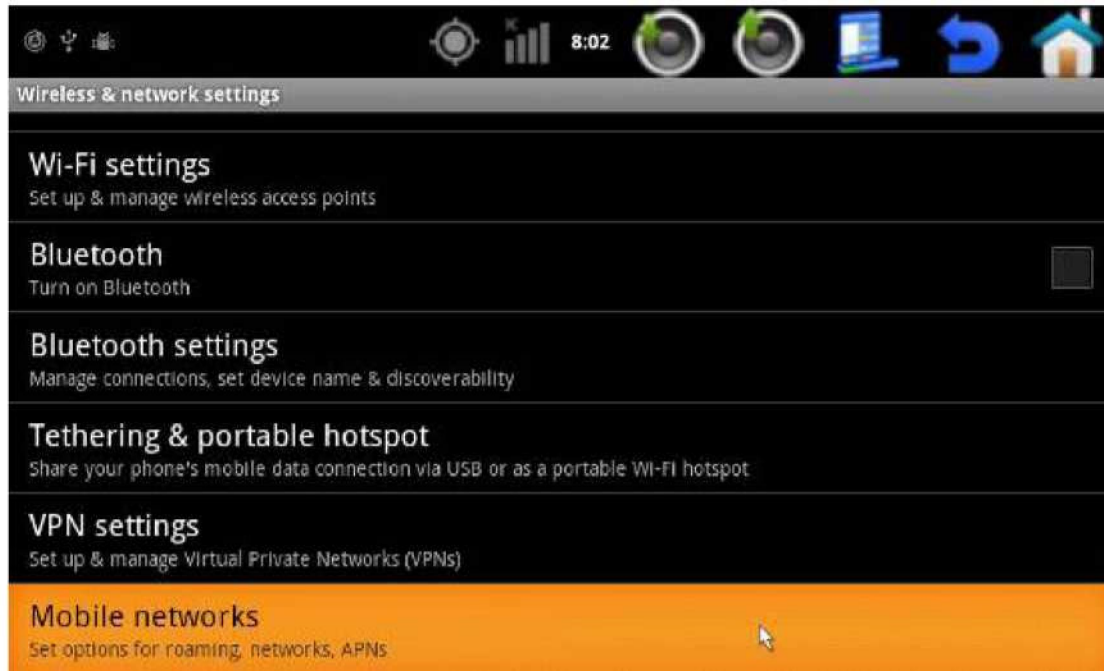 8:02
Wireless & network settings
Wi-Fi settings
Set up & manage wireless access points
Bluetooth
Turn on Bluetooth
Bluetooth settings
Manage connections, set device name & discoverability
Tethering & portable hotspot
Share your phone's mobile data connection via USB or as a portable Wi-Fi hotspot
VPN settings
Set up & manage Virtual Private Networks (VPNs)
Mobile networks
Set options for roaming, networks, APNs